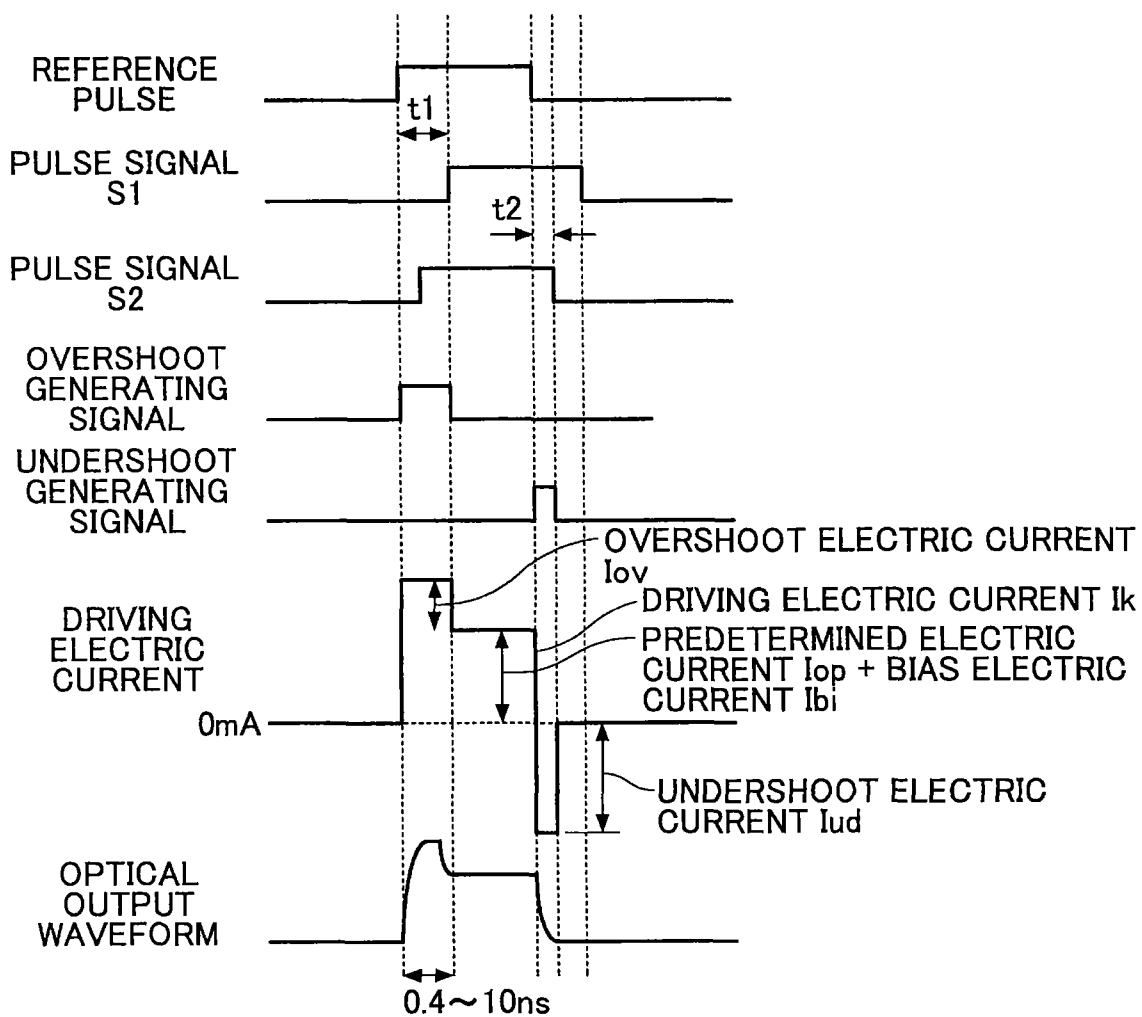 REFERENCE
PULSE
t1
PULSE SIGNAL
S1
t2
PULSE SIGNAL
S2
OVERSHOOT
GENERATING
SIGNAL
UNDERSHOOT
GENERATING
SIGNAL
OVERSHOOT ELECTRIC CURRENT
Iov
DRIVING
ELECTRIC
CURRENT
DRIVING ELECTRIC CURRENT Ik
PREDETERMINED ELECTRIC
CURRENT Iop + BIAS ELECTRIC
CURRENT Ibi
0mA
UNDERSHOOT ELECTRIC
CURRENT Iud
OPTICAL
OUTPUT
WAVEFORM
0.4～10ns